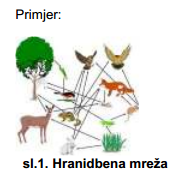 Primjer:
sl.1. Hranidbena mreža